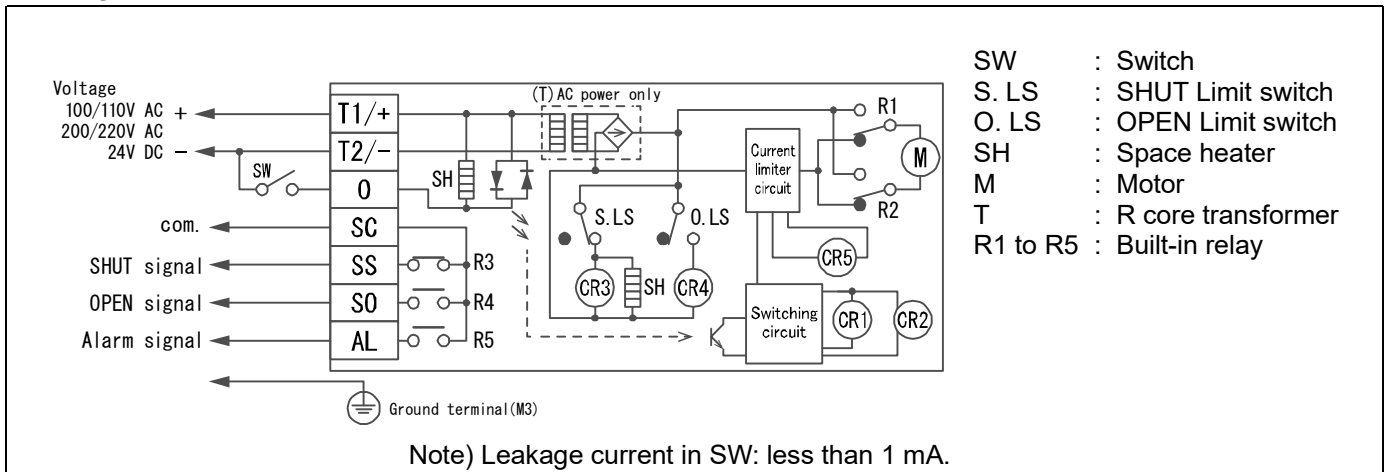 Voltage
100/110V AC +
200/220V AC
24V DC −
SW
com.
SHUT signal
OPEN signal
Alarm signal
T1/+
T2/−
O
SC
SS
SO
AL
R3
R4
R5
Ground terminal(M3)
(T)AC power only
SH
S.LS
O.LS
CR3
SH
CR4
Current
limiter
circuit
CR5
Switching
circuit
CR1
CR2
R1
R2
M
SW : Switch
S. LS : SHUT Limit switch
O. LS : OPEN Limit switch
SH : Space heater
M : Motor
T : R core transformer
R1 to R5 : Built-in relay
Note) Leakage current in SW: less than 1 mA.